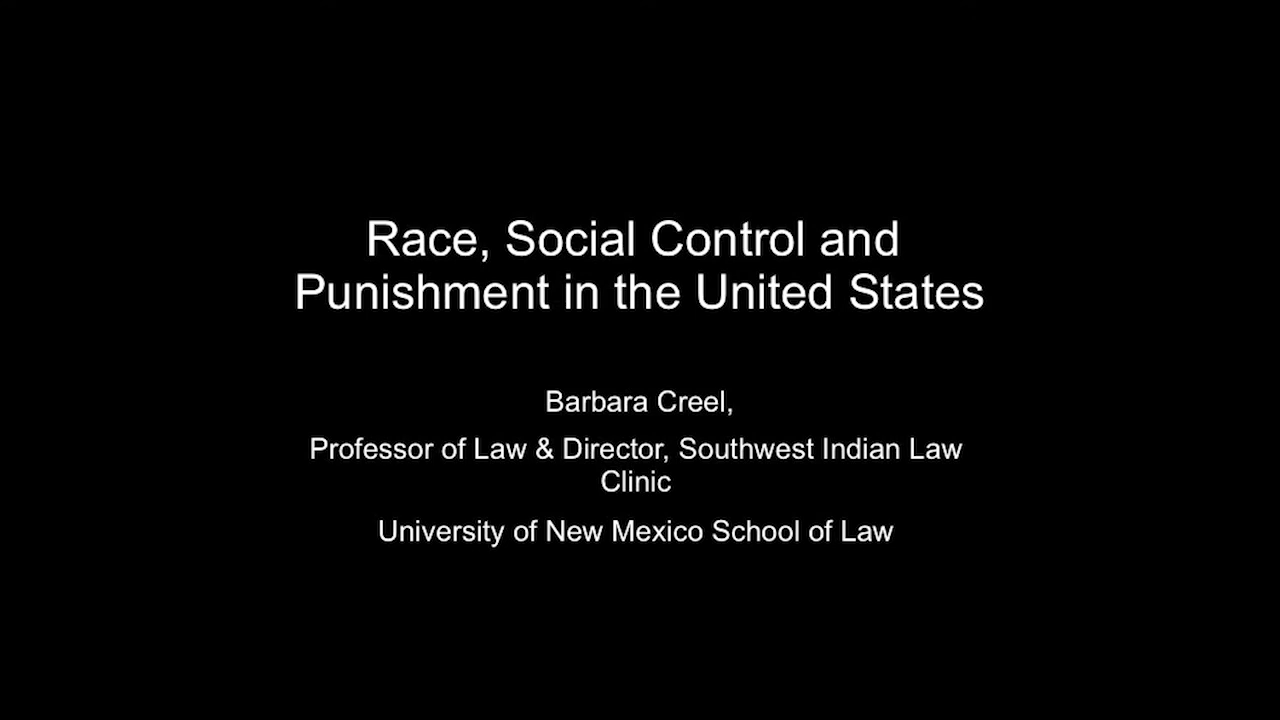 Race, Social Control and
Punishment in the United States
Barbara Creel,
Professor of Law & Director, Southwest Indian Law
Clinic
University of New Mexico School of Law